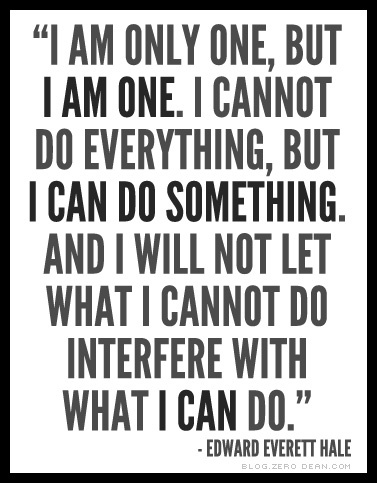 “I AM ONLY ONE, BUT
I AM ONE. I CANNOT
DO EVERYTHING, BUT
I CAN DO SOMETHING.
AND I WILL NOT LET
WHAT I CANNOT DO
INTERFERE WITH
WHAT I CAN DO.”
- EDWARD EVERETT HALE
BLOG.ZERO DEAN.COM